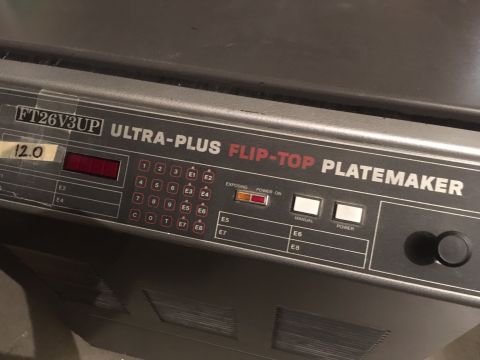 FT26V3UP
ULTRA-PLUS FLIP-TOP PLATEMAKER
12.0
1 2 3 E1 E2
4 5 6 E3 E4
7 8 9 E5 E6
C 0 T E7 E8
EXPOSING POWER ON
MANUAL POWER
E3
E4
E5 E6
E7 E8